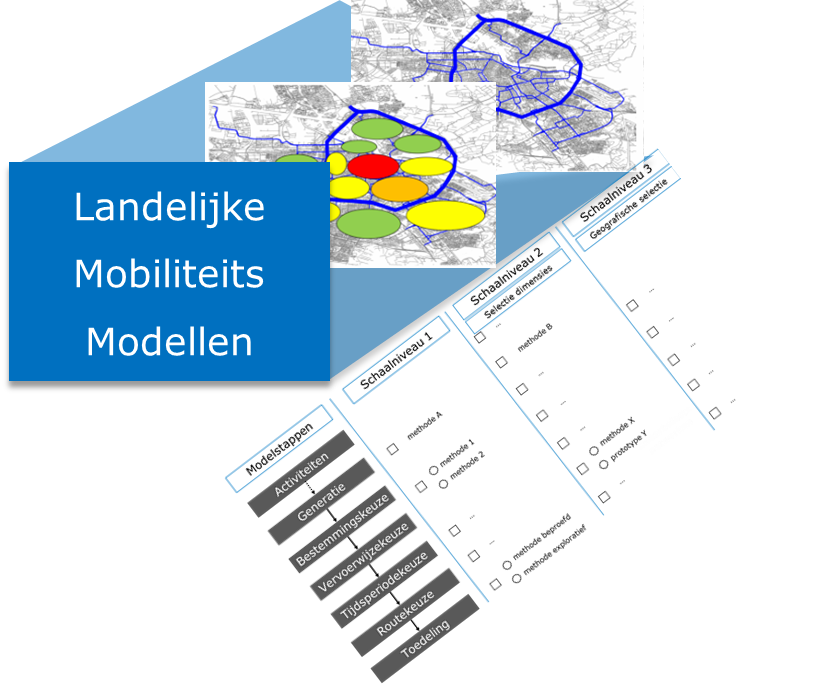 Landelijke
Mobiliteits
Modellen
Modelstappen
Activiteiten
Generatie
Bestemmingskeuze
Vervoerwijzekeuze
Tijdsperiodekeuze
Routekeuze
Toedeling
Schaalniveau 1
methode A
methode 1
methode 2
...
...
methode beproefd
methode exploratief
Schaalniveau 2
Selectie dimensies
...
methode B
...
...
...
methode X
prototype Y
...
Schaalniveau 3
Geografische selectie
...
...
...
...
...